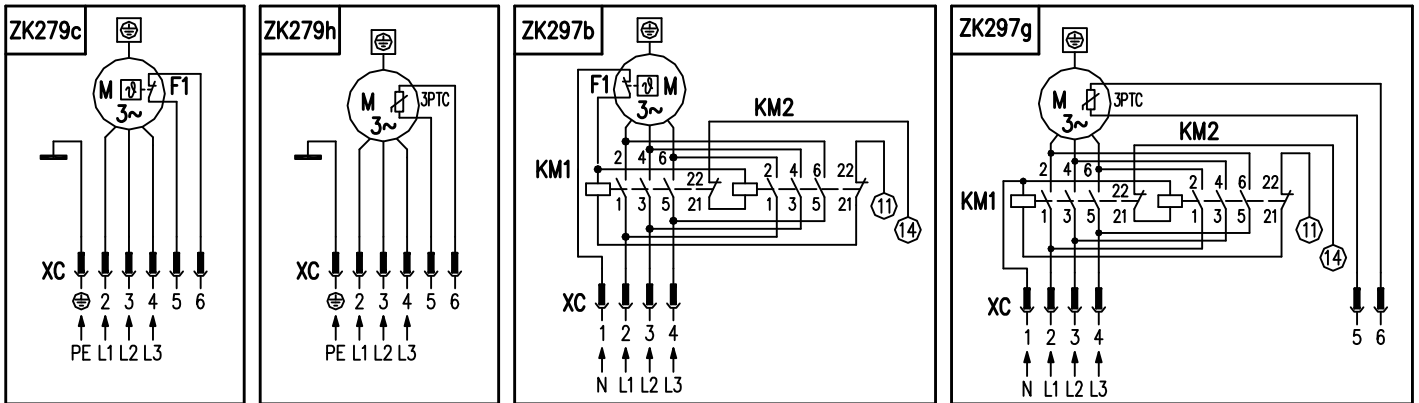 ZK279c
M ϑ F1
3~
XC
2 3 4 5 6
PE L1 L2 L3
ZK279h
M 3PTC
3~
XC
2 3 4 5 6
PE L1 L2 L3
ZK297b
F1 ϑ M
3~
KM2
2 4 6 2 4 6 22
KM1 22
1 3 5 21 1 3 5 21 11
14
XC
1 2 3 4
N L1 L2 L3
ZK297g
M 3PTC
3~
KM2
2 4 6 22 2 4 6 22
KM1
1 3 5 21 1 3 5 21 11
14
XC
1 2 3 4 5 6
N L1 L2 L3